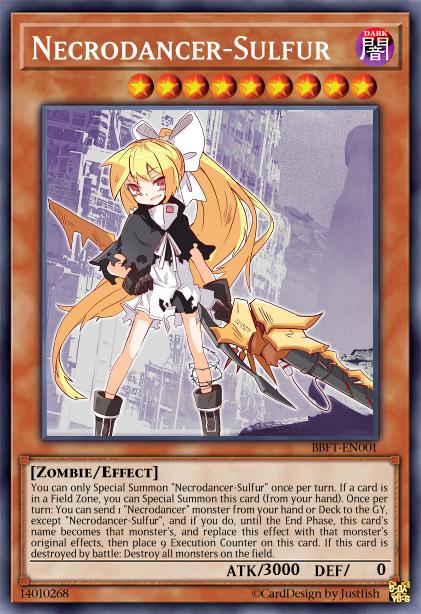 NECRODANCER-SULFUR
DARK
闇
BBFT-EN001
[ZOMBIE/EFFECT]
You can only Special Summon "Necrodancer-Sulfur" once per turn. If a card is
in a Field Zone, you can Special Summon this card (from your hand). Once per
turn: You can send 1 "Necrodancer" monster from your hand or Deck to the GY,
except "Necrodancer-Sulfur", and if you do, until the End Phase, this card's
name becomes that monster's, and replace this effect with that monster's
original effects, then place 9 Execution Counter on this card. If this card is
destroyed by battle: Destroy all monsters on the field.
ATK/3000 DEF/ 0
14010268 ©CardDesign by Justfish